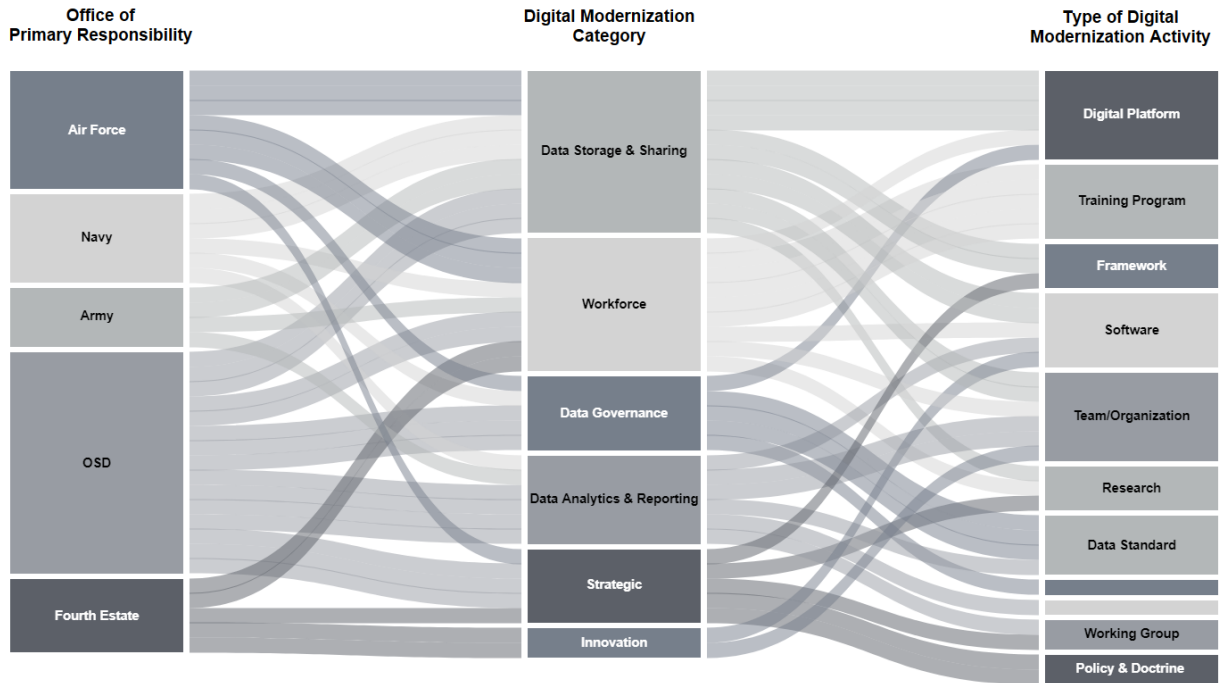 Office of
Primary Responsibility
Digital Modernization
Category
Type of Digital
Modernization Activity
Air Force
Navy
Army
OSD
Fourth Estate
Data Storage & Sharing
Workforce
Data Governance
Data Analytics & Reporting
Strategic
Innovation
Digital Platform
Training Program
Framework
Software
Team/Organization
Research
Data Standard
Working Group
Policy & Doctrine